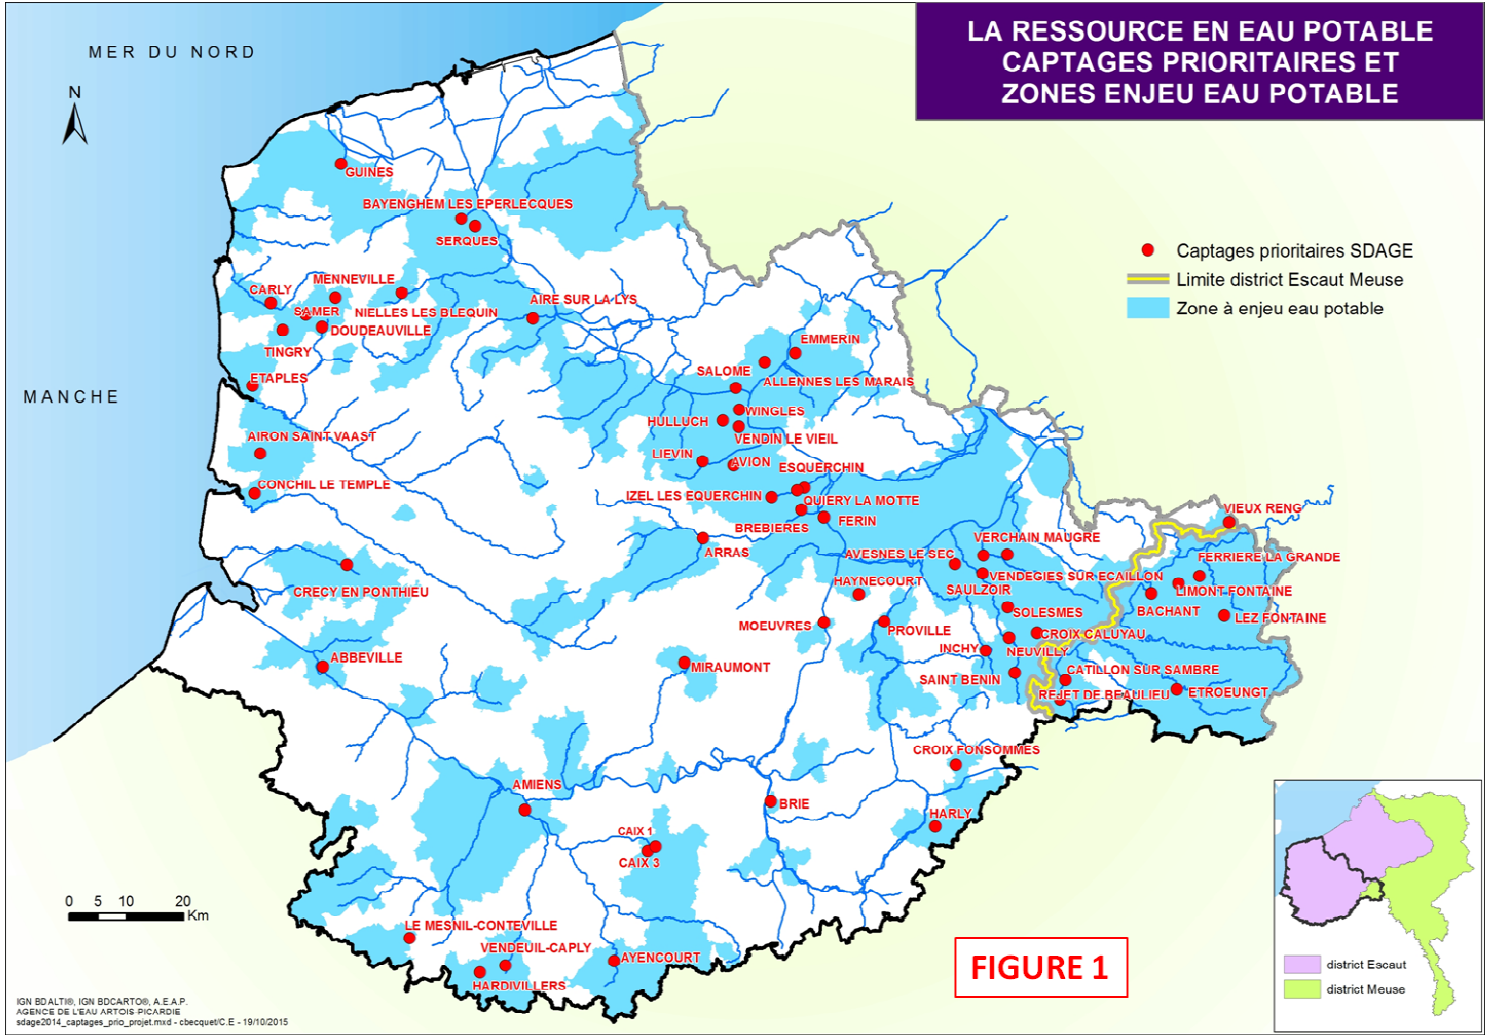 LA RESSOURCE EN EAU POTABLE
CAPTAGES PRIORITAIRES ET
ZONES ENJEU EAU POTABLE
MER DU NORD
N
GUINES
BAYENGHEM LES EPERLECQUES
SERQUES
Captages prioritaires SDAGE
Limite district Escaut Meuse
Zone à enjeu eau potable
MENNEVILLE
CARLY
SAMER
NIELLES LES BLEQUIN
AIRE SUR LA LYS
DOUDEAUVILLE
TINGRY
EMMERIN
SALOME
ALLENNES LES MARAIS
ETAPLES
MANCHE
WINGLES
HULLUCH
VENDIN LE VIEIL
AIRON SAINT VAAST
LIEVIN
AVION
ESQUERCHIN
CONCHIL LE TEMPLE
IZEL LES EQUERCHIN
QUIERY LA MOTTE
BREBIERES
FERIN
VIEUX RENG
ARRAS
VERCHAIN MAUGRE
AVESNES LE SEC
FERRIERE LA GRANDE
HAYNECOURT
VENDEGIES SUR ECAILLON
SAULZOIR
LIMONT FONTAINE
CRECY EN PONTHIEU
BACHANT
SOLESMES
LEZ FONTAINE
MOEUVRES
PROVILLE
CROIX CALUYAU
INCHY
NEUVILLY
ABBEVILLE
MIRAUMONT
SAINT BENIN
CATILLON SUR SAMBRE
REJET DE BEAULIEU
ETROEUNGT
CROIX FONSOMMES
AMIENS
BRIE
HARLY
CAIX 1
CAIX 3
0 5 10 20
Km
LE MESNIL-CONTEVILLE
VENDEUIL-CAPLY
AYENCOURT
HARDIVILLERS
FIGURE 1
district Escaut
district Meuse
IGN BDALTI®, IGN BDCARTO®, A.E.A.P.
AGENCE DE L'EAU ARTOIS-PICARDIE
sdage2014_captages_prio_projet.mxd - cbecquet/C.E - 19/10/2015